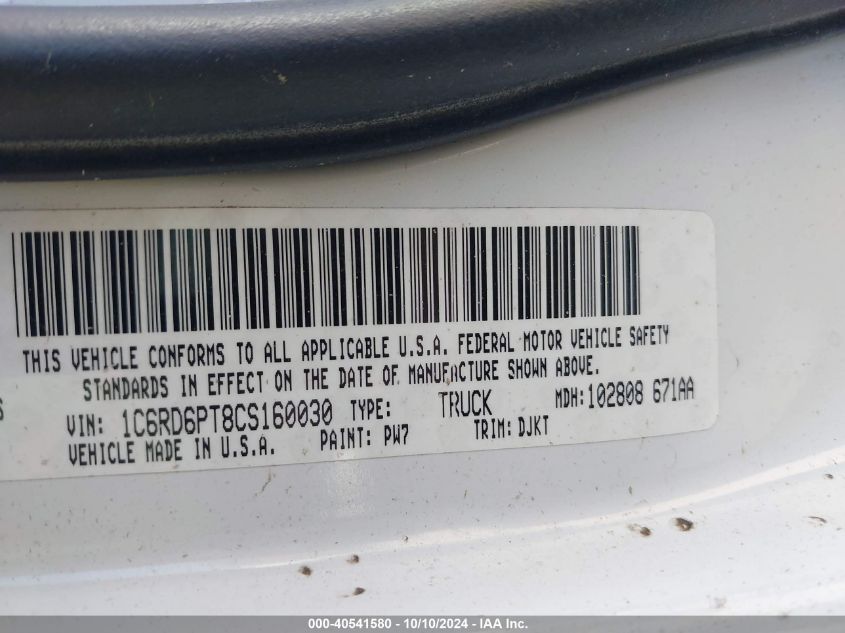 THIS VEHICLE CONFORMS TO ALL APPLICABLE U.S.A. FEDERAL MOTOR VEHICLE SAFETY
STANDARDS IN EFFECT ON THE DATE OF MANUFACTURE SHOWN ABOVE.
VIN: 1C6RD6PT8CS160030 TYPE: TRUCK MDH:102808 671AA
VEHICLE MADE IN U.S.A. PAINT: PW7 TRIM: DJKT
000-40541580 - 10/10/2024 - IAA Inc.